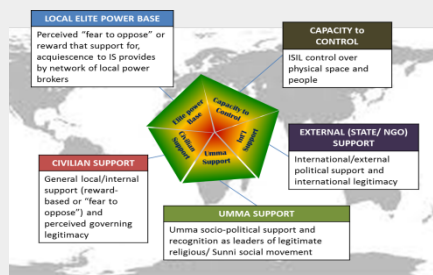 LOCAL ELITE POWER BASE
Perceived “fear to oppose” or
reward that support for,
acquiescence to IS provides
by network of local power
brokers
CAPACITY to
CONTROL
ISIL control over
physical space and
people
Elite power
Base
Capacity to
Control
Civilian
Support
Int'l
Support
Umma
Support
EXTERNAL (STATE/ NGO)
SUPPORT
International/external
political support and
international legitimacy
CIVILIAN SUPPORT
General local/internal
support (reward-
based or “fear to
oppose”) and
perceived governing
legitimacy
UMMA SUPPORT
Umma socio-political support and
recognition as leaders of legitimate
religious/ Sunni social movement